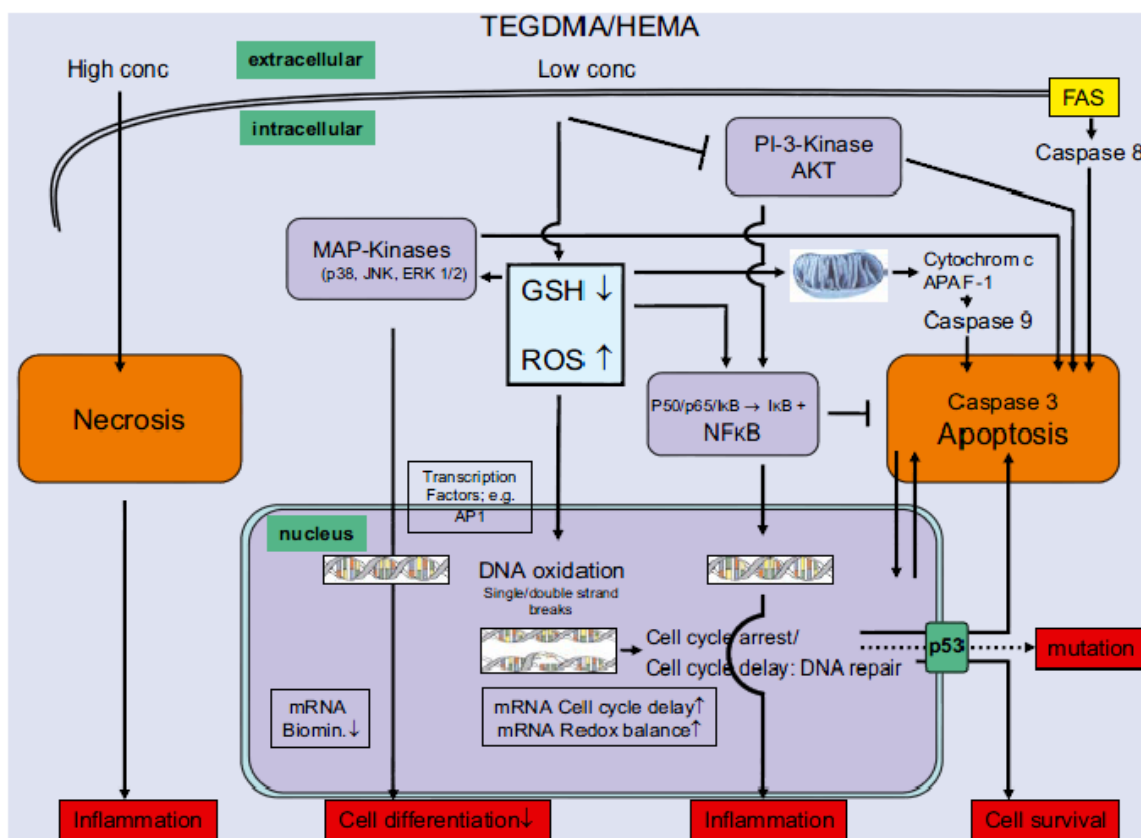 TEGDMIA/HEMA
High conc
extracellular
Low conc
FAS
intracellular
PI-3-Kinase
AKT
Caspase 8
MAP-Kinases
(p38, JNK, ERK 1/2)
GSH ↓
ROS ↑
Cytochrom c
APAF-1
Caspase 9
Necrosis
P50/p65/IκB → IκB +
NFκB
Caspase 3
Apoptosis
Transcription
Factors; e.g.
AP1
nucleus
DNA oxidation
Single/double strand
breaks
Cell cycle arrest/
Cell cycle delay: DNA repair
p53
mutation
mRNA
Biomin.↓
mRNA Cell cycle delay↑
mRNA Redox balance↑
Inflammation
Cell differentiation↓
Inflammation
Cell survival